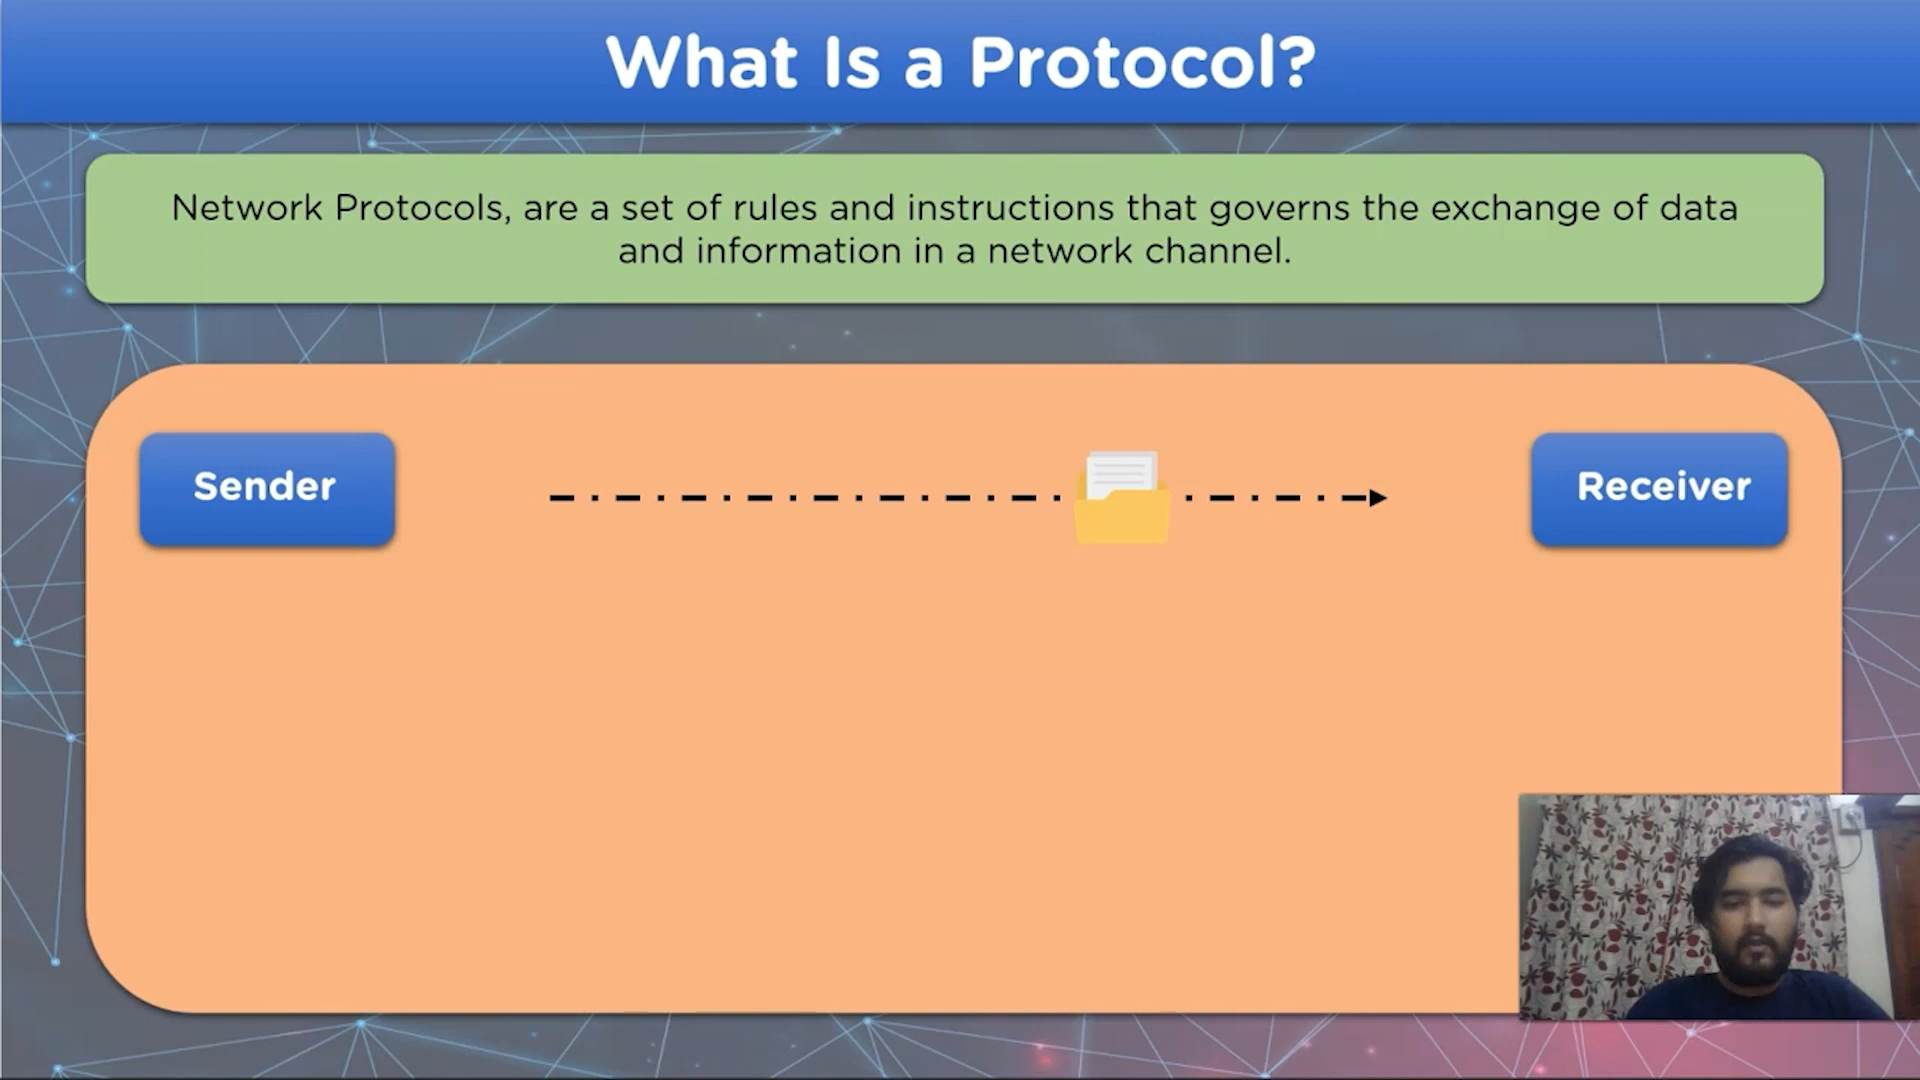 What Is a Protocol?
Network Protocols, are a set of rules and instructions that governs the exchange of data
and information in a network channel.
Sender
Receiver